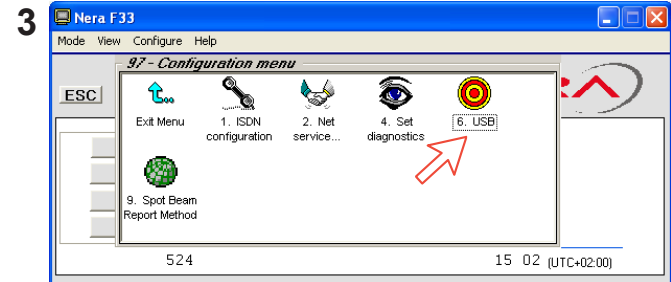 3
Nera F33
Mode View Configure Help
97 - Configuration menu
ESC
Exit Menu
1. ISDN
configuration
2. Net
service...
4. Set
diagnostics
6. USB
9. Spot Beam
Report Method
524
15 02 (UTC+02:00)